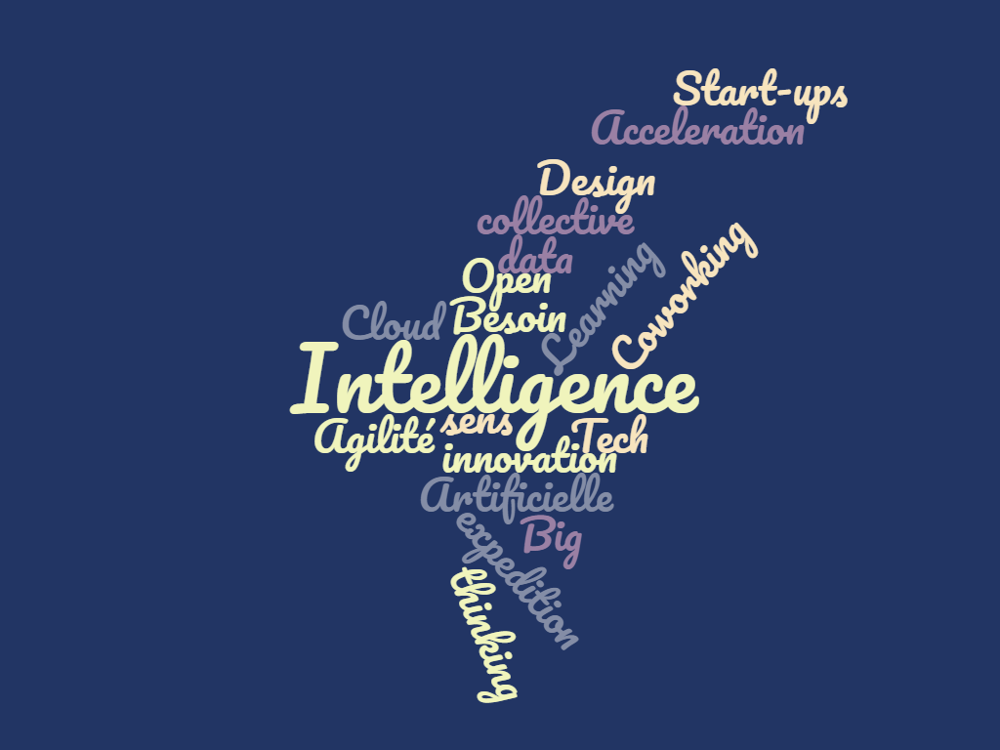 Start-ups
Acceleration
Design
collective
data
Learning
Coworking
Open
Cloud
Besoin
Intelligence
Agilité
sens
Tech
innovation
Artificielle
Big
expedition
thinking